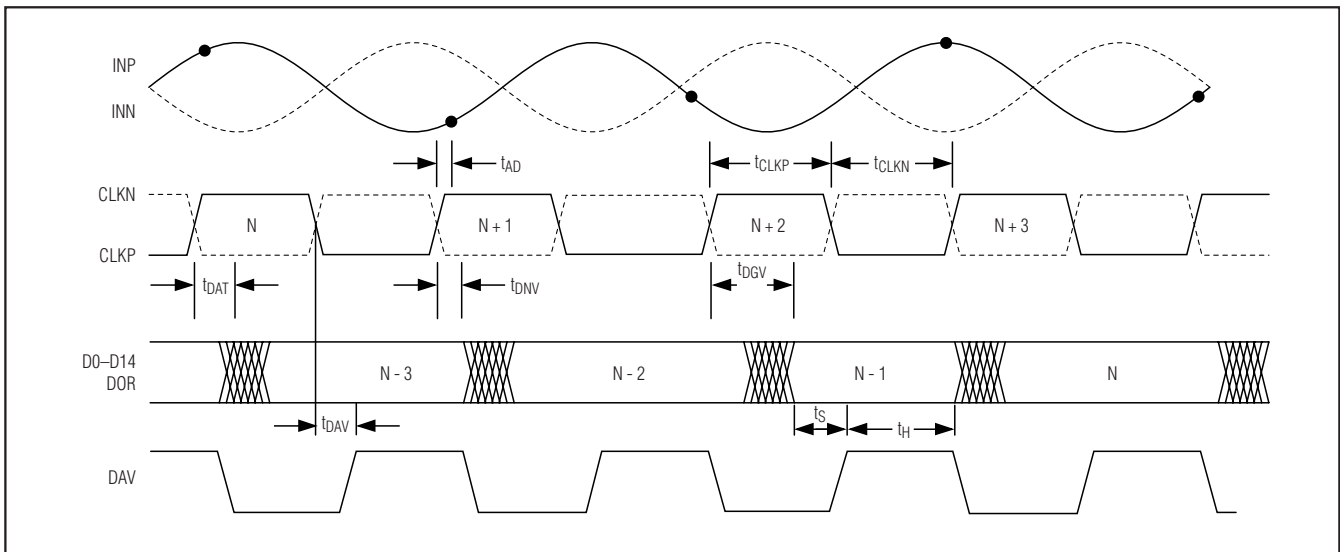 INP
INN
tAD
tCLKP
tCLKN
CLKN
N
N + 1
N + 2
N + 3
CLKP
tDAT
tDNV
tDGV
D0–D14
DOR
N - 3
N - 2
N - 1
N
tDAV
tS
tH
DAV